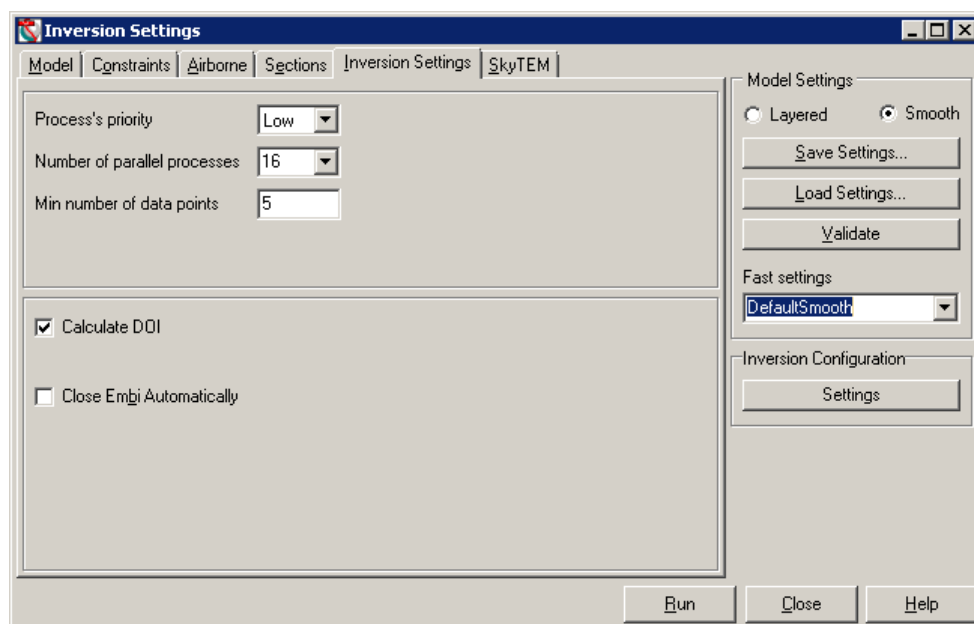 Inversion Settings
Model Constraints Airborne Sections Inversion Settings SkyTEM
Process's priority Low
Number of parallel processes 16
Min number of data points 5
Calculate DOI
Close Embi Automatically
Model Settings
Layered Smooth
Save Settings...
Load Settings...
Validate
Fast settings
DefaultSmooth
Inversion Configuration
Settings
Run Close Help